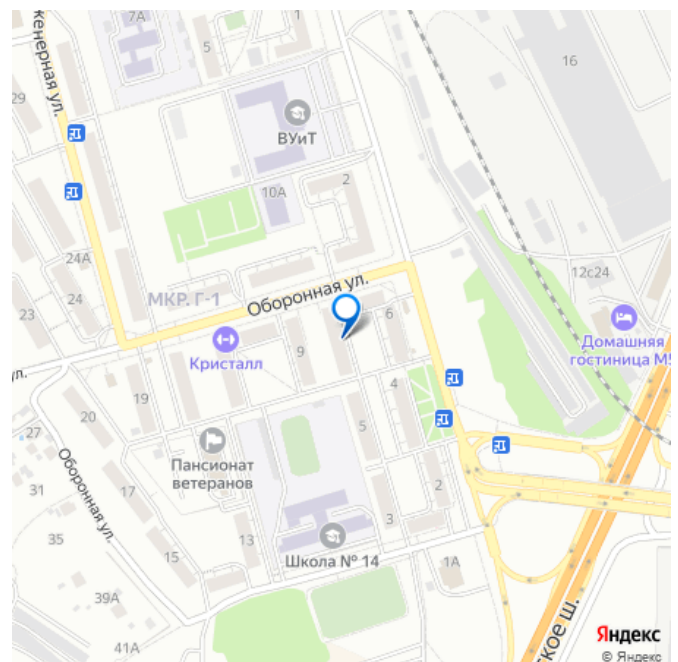 7А
1
5
16
женерная ул.
29
ВУиТ
10А
2
24А
24
23
МКР. Г-1
Оборонная ул.
12с24
Домашняя
гостиница М5
Кристалл
9
6
ул.
20
19
4
27
Пансионат
ветеранов
5
31
17
2
Оборонная ул.
35
15
13
3
Школа № 14
1А
39А
41А
кое ш.
Яндекс
© Яндекс